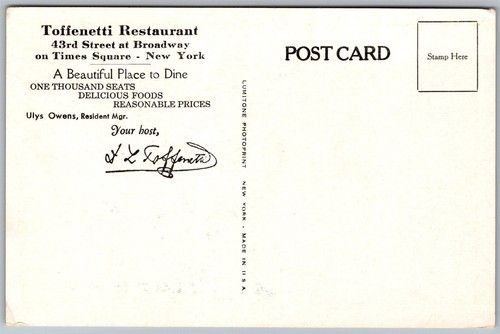 Toffenetti Restaurant
43rd Street at Broadway
on Times Square - New York
A Beautiful Place to Dine
ONE THOUSAND SEATS
DELICIOUS FOODS
REASONABLE PRICES
Ulys Owens, Resident Mgr.
Your host,
D L Toffenetti
LUMITONE PHOTOPRINT NEW YORK - MADE IN U.S.A.
POST CARD
Stamp Here